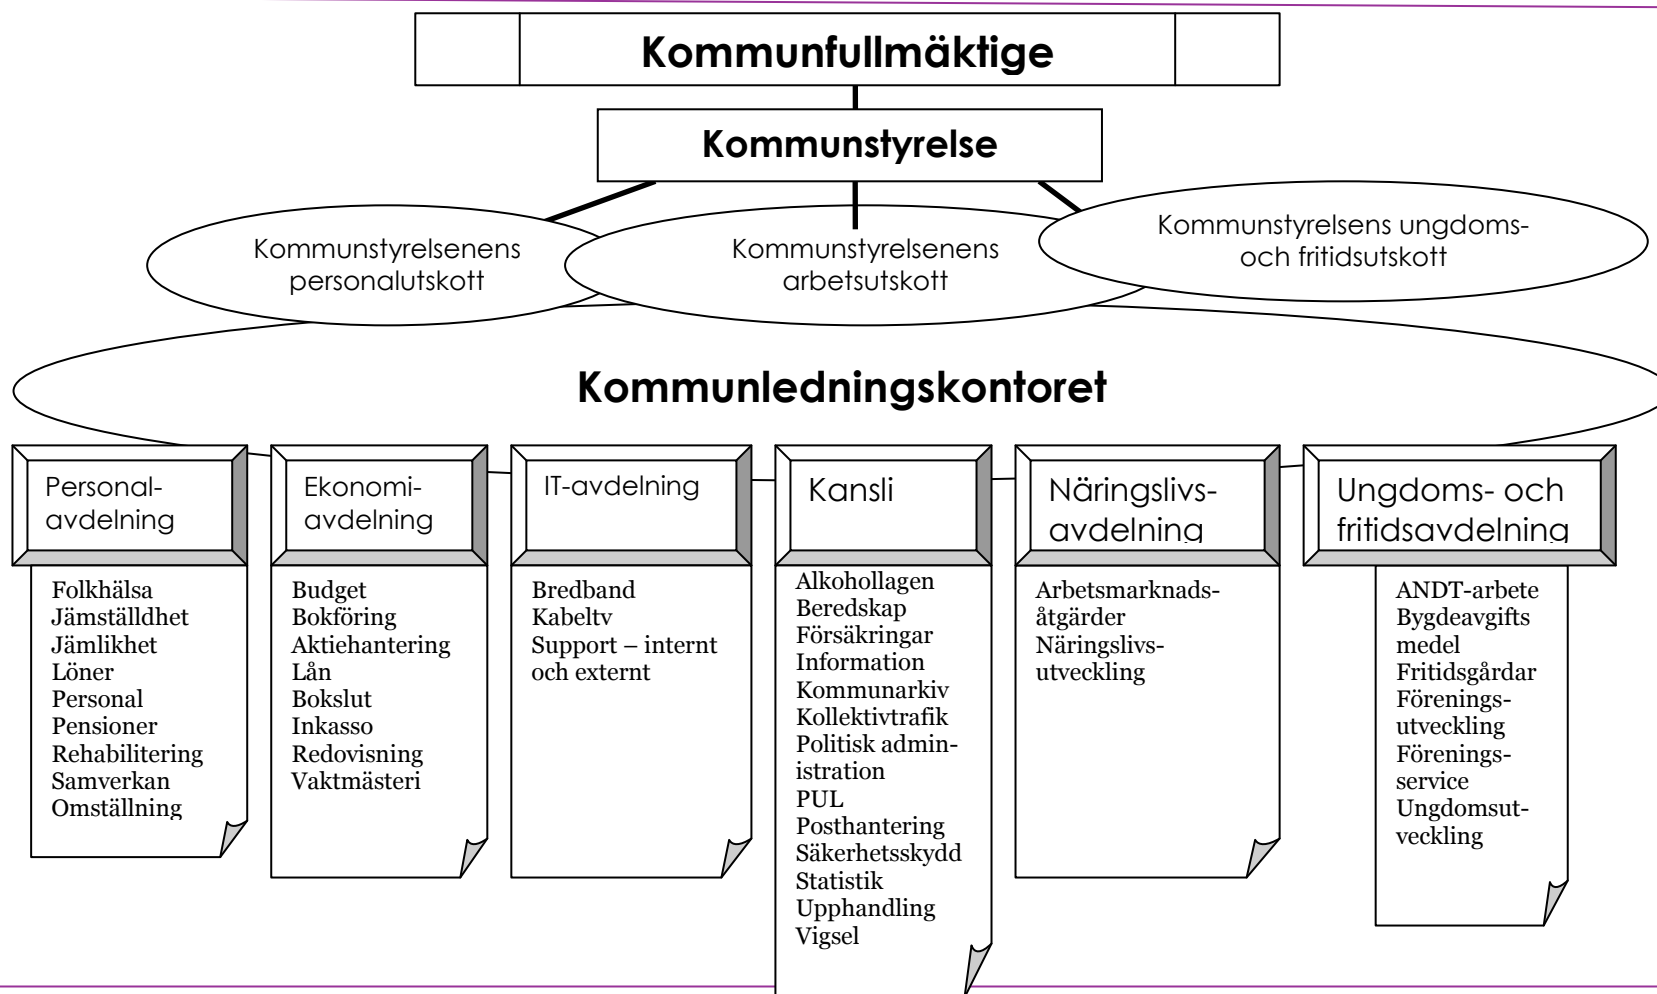 Kommunfullmäktige
Kommunstyrelse
Kommunstyrelsenens
personalutskott
Kommunstyrelsenens
arbetsutskott
Kommunstyrelsens ungdoms-
och fritidsutskott
Kommunledningskontoret
Personal-
avdelning
Folkhälsa
Jämställdhet
Jämlikhet
Löner
Personal
Pensioner
Rehabilitering
Samverkan
Omställning
Ekonomi-
avdelning
Budget
Bokföring
Aktiehantering
Lån
Bokslut
Inkasso
Redovisning
Vaktmästeri
IT-avdelning
Bredband
Kabeltv
Support – internt
och externt
Kansli
Alkohollagen
Beredskap
Försäkringar
Information
Kommunarkiv
Kollektivtrafik
Politisk admin-
istration
PUL
Posthantering
Säkerhetsskydd
Statistik
Upphandling
Vigsel
Näringslivs-
avdelning
Arbetsmarknads-
åtgärder
Näringslivs-
utveckling
Ungdoms- och
fritidsavdelning
ANDT-arbete
Bygdeavgifts
medel
Fritidsgårdar
Förenings-
utveckling
Förenings-
service
Ungdomsut-
veckling